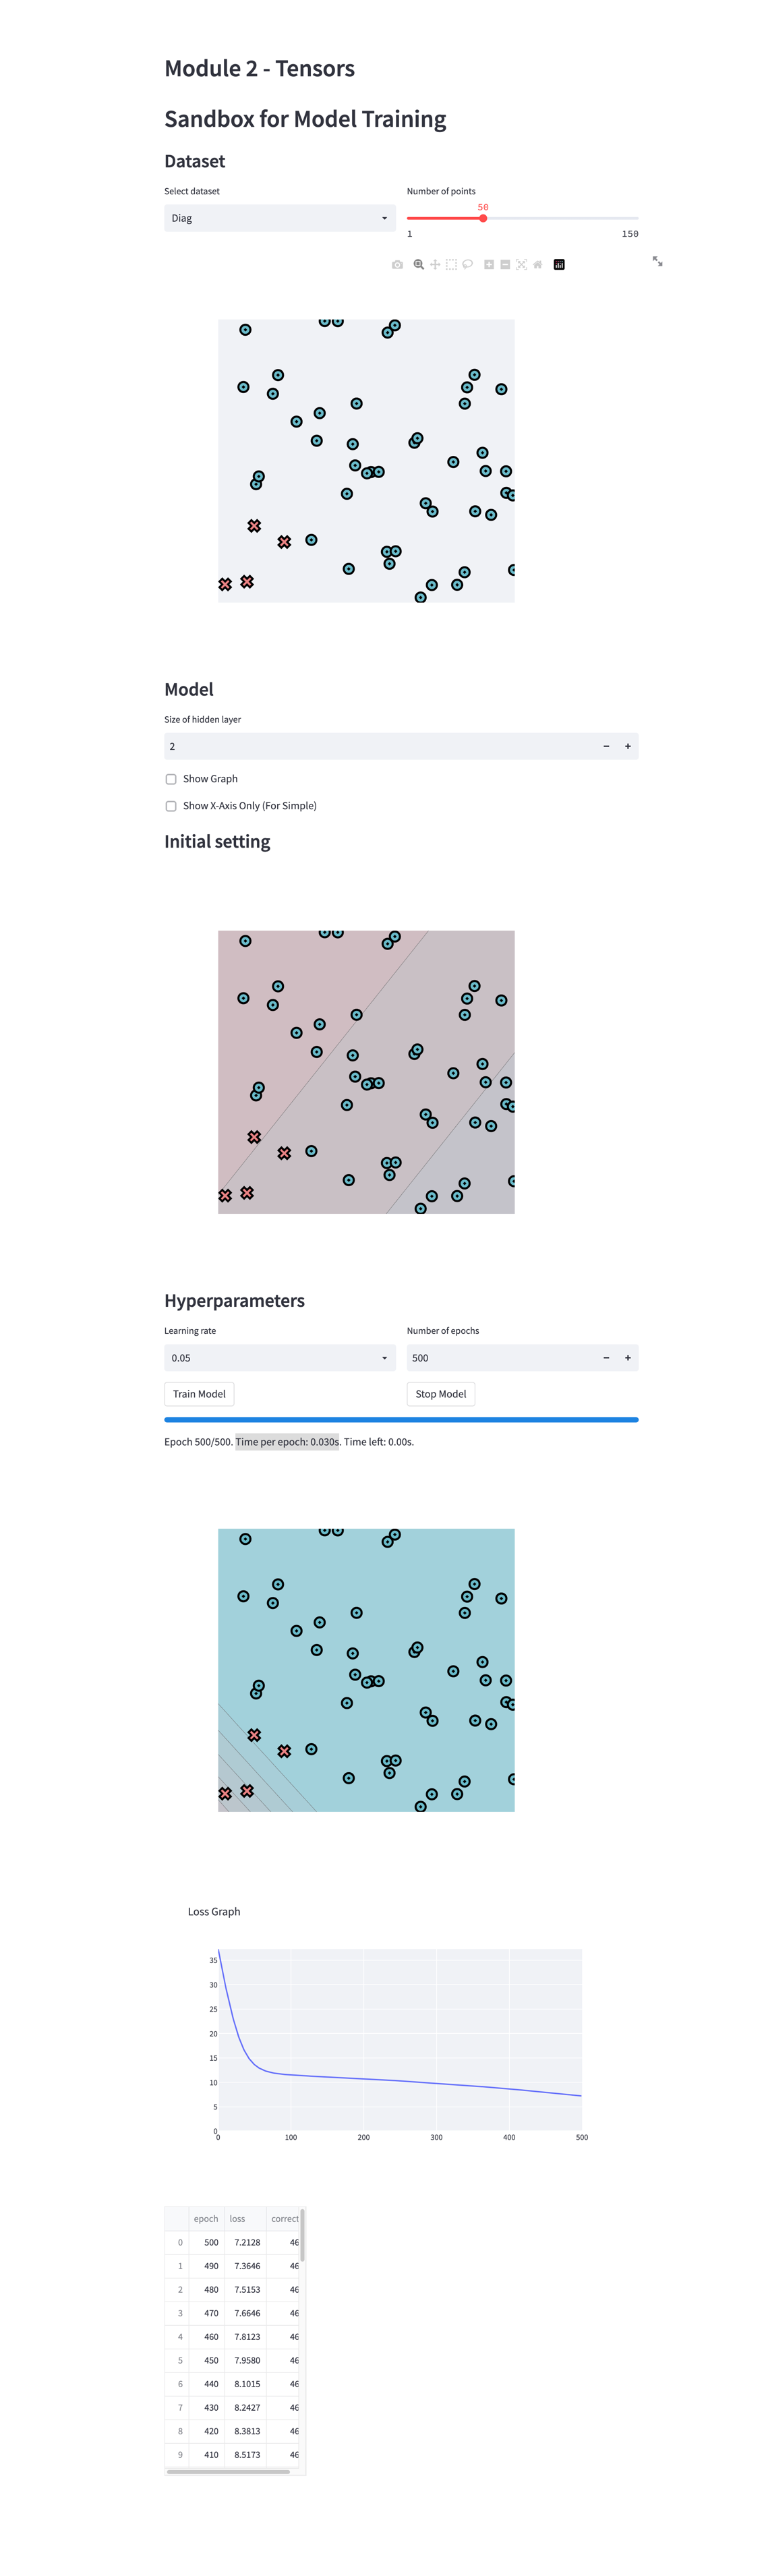 Module 2 - Tensors
Sandbox for Model Training
Dataset
Select dataset
Number of points
Diag
50
1
150
Model
Size of hidden layer
2
Show Graph
Show X-Axis Only (For Simple)
Initial setting
Hyperparameters
Learning rate
Number of epochs
0.05
500
Train Model
Stop Model
Epoch 500/500. Time per epoch: 0.030s. Time left: 0.00s.
Loss Graph
35
30
25
20
15
10
5
0
0 100 200 300 400 500
epoch loss correct
0 500 7.2128 46
1 490 7.3646 46
2 480 7.5153 46
3 470 7.6646 46
4 460 7.8123 46
5 450 7.9580 46
6 440 8.1015 46
7 430 8.2427 46
8 420 8.3813 46
9 410 8.5173 46